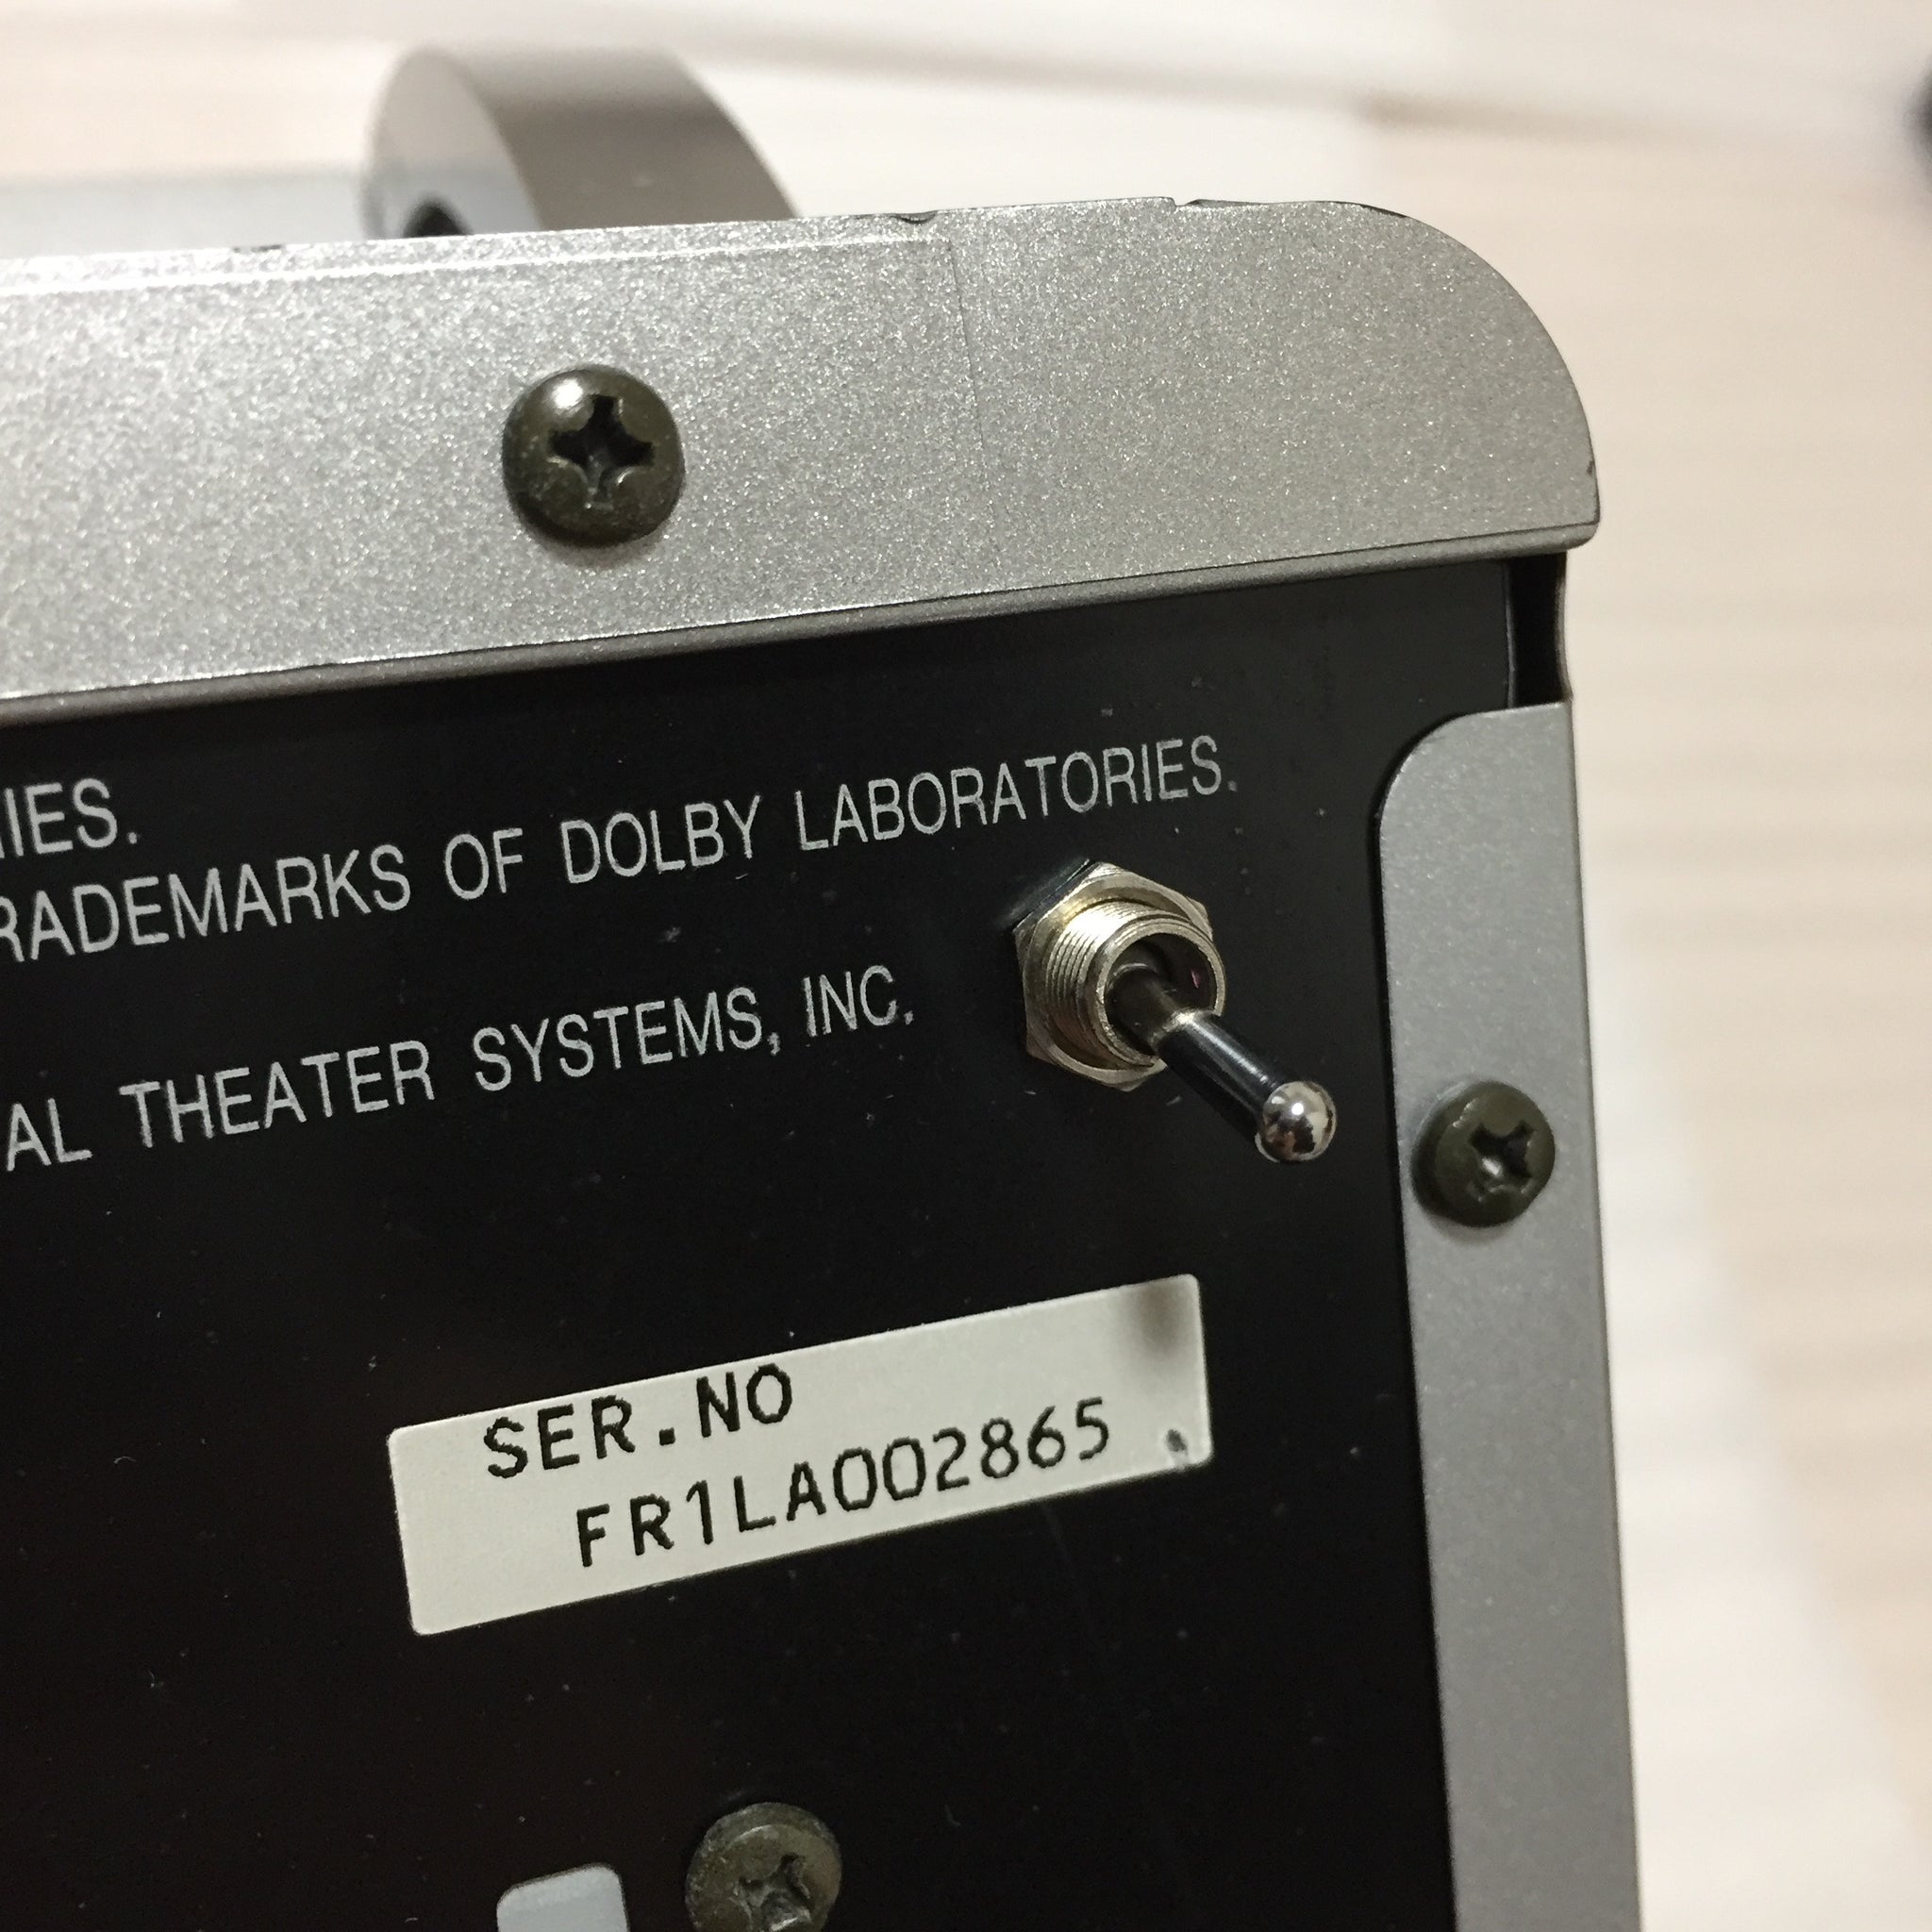 IES.
RADEMARKS OF DOLBY LABORATORIES.
AL THEATER SYSTEMS, INC.
SER.NO
FR1LA002865